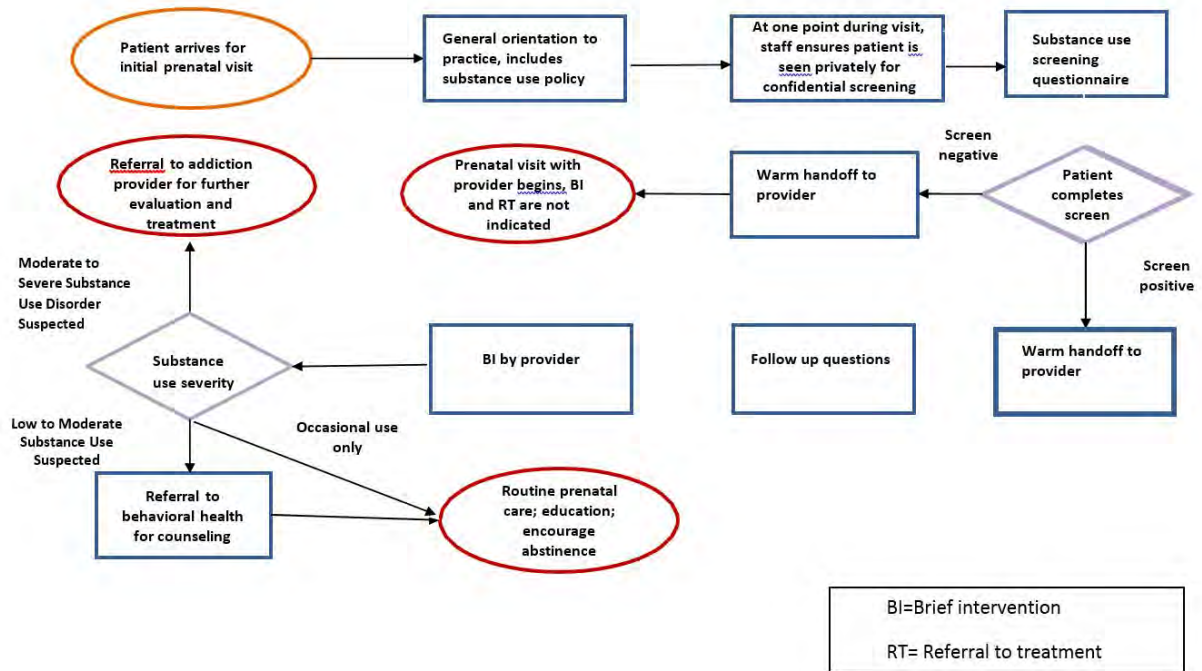 Patient arrives for
initial prenatal visit
General orientation to
practice, includes
substance use policy
At one point during visit,
staff ensures patient is
seen privately for
confidential screening
Substance use
screening
questionnaire
Referral to addiction
provider for further
evaluation and
treatment
Prenatal visit with
provider begins, BI
and RT are not
indicated
Warm handoff to
provider
Screen
negative
Patient
completes
screen
Screen
positive
Moderate to
Severe Substance
Use Disorder
Suspected
Substance
use severity
BI by provider
Follow up questions
Warm handoff to
provider
Low to Moderate
Substance Use
Suspected
Occasional use
only
Referral to
behavioral health
for counseling
Routine prenatal
care; education;
encourage
abstinence
BI=Brief intervention
RT= Referral to treatment